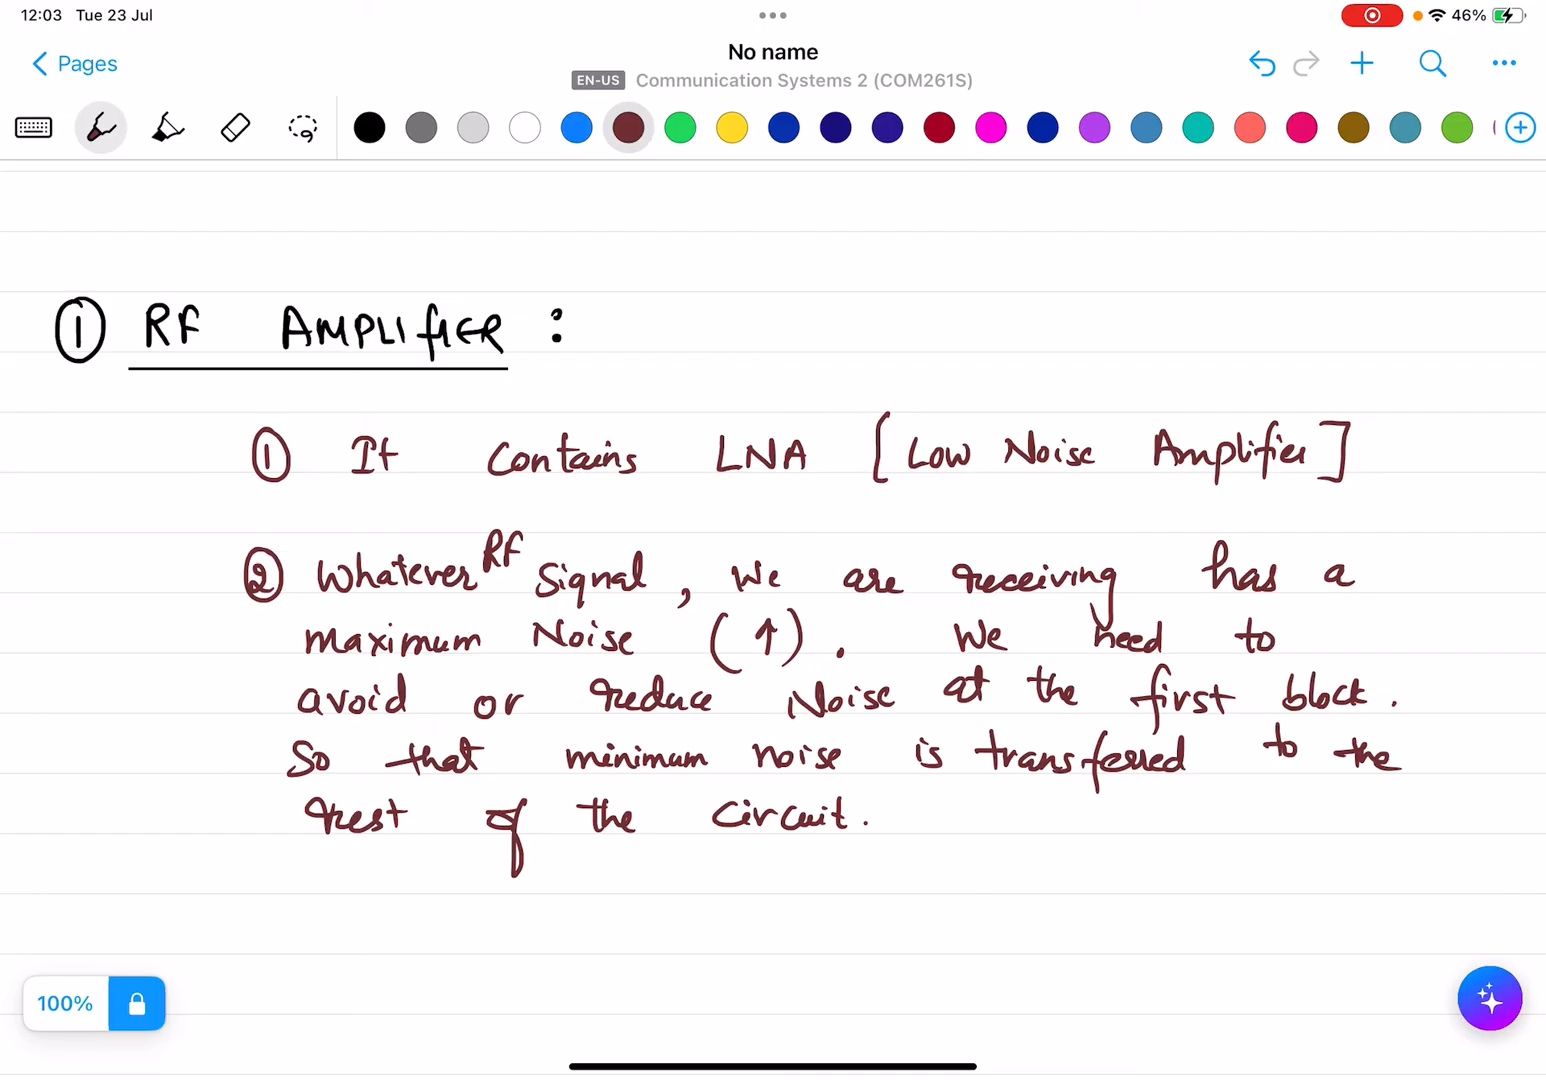 12:03 Tue 23 Jul
46%
Pages
No name
EN-US Communication Systems 2 (COM261S)
① RF AMPLIFIER :
① It contains LNA [Low Noise Amplifier]
② Whatever RF signal, we are receiving has a
maximum Noise (↑). We need to
avoid or reduce Noise at the first block.
So that minimum noise is transferred to the
rest of the circuit.
100%